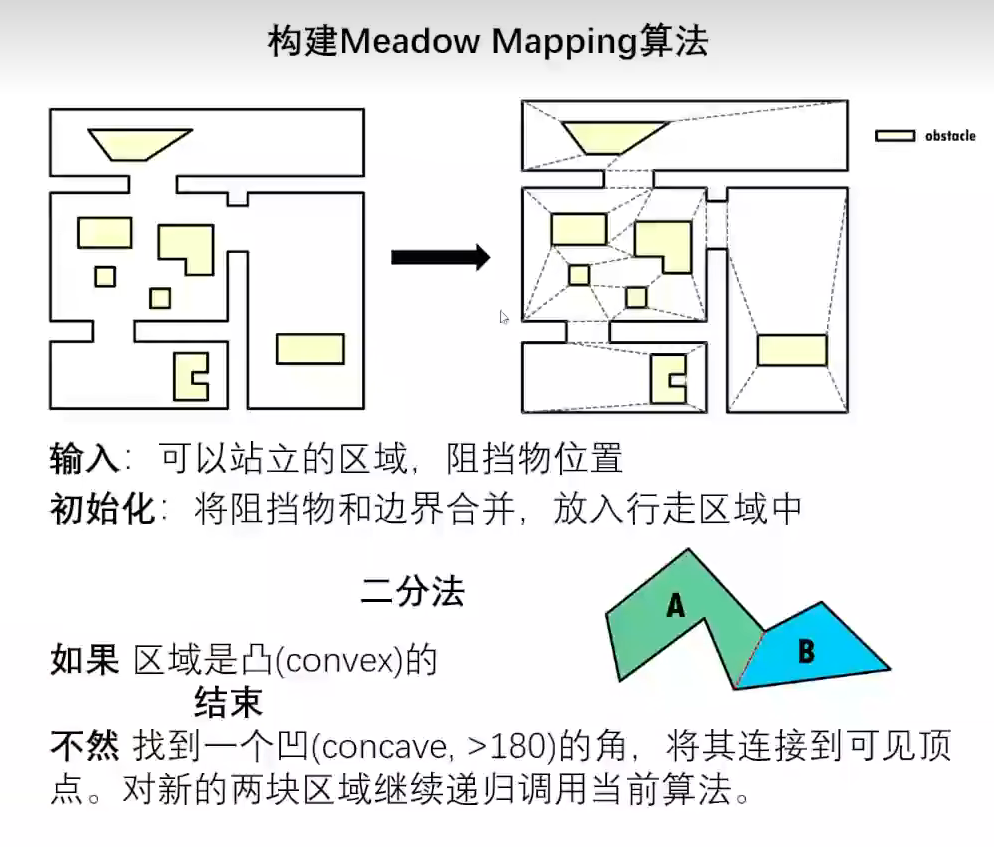 构建Meadow Mapping算法
obstacle
输入：可以站立的区域，阻挡物位置
初始化：将阻挡物和边界合并，放入行走区域中
二分法
A
B
如果 区域是凸(convex)的
结束
不然 找到一个凹(concave, >180)的角，将其连接到可见顶
点。对新的两块区域继续递归调用当前算法。